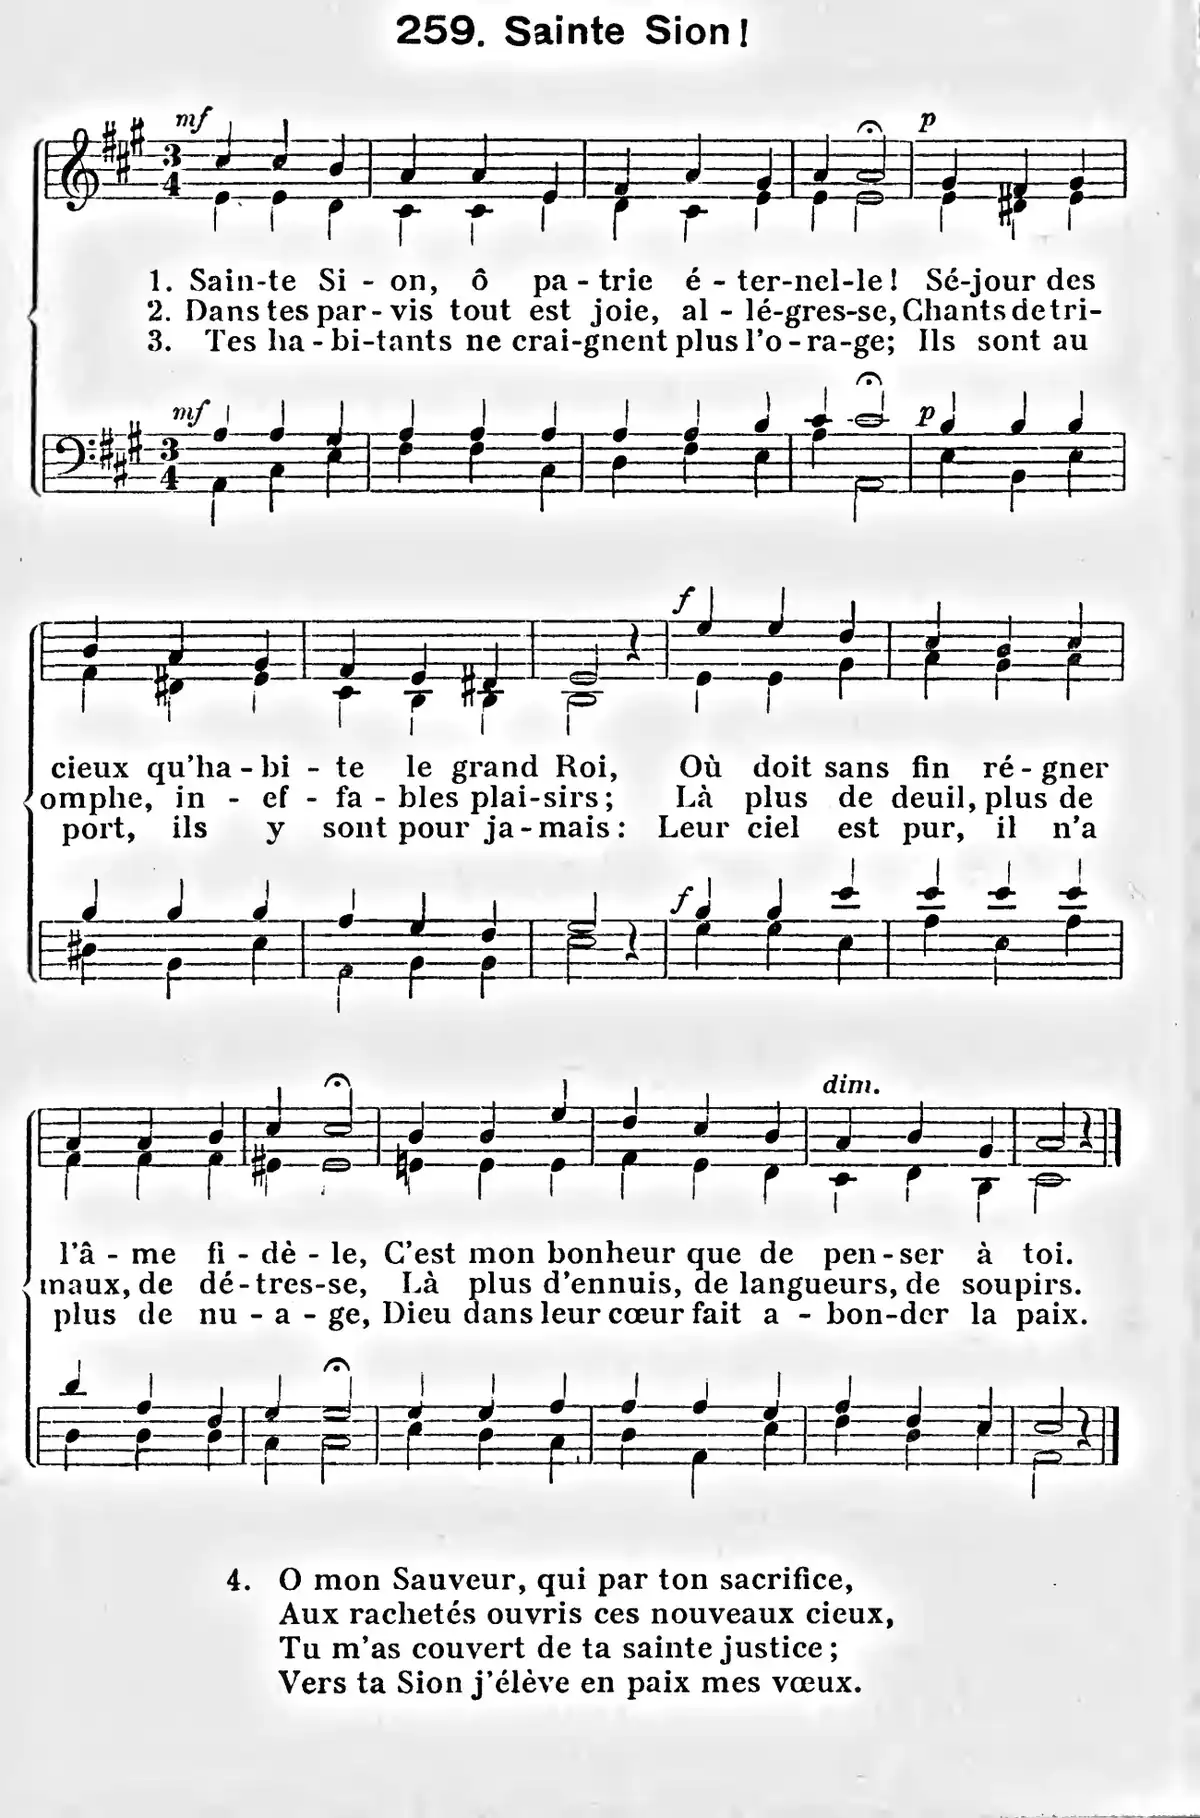 259. Sainte Sion!
mf
p
1. Sain-te Si - on, ô pa - trie é - ter-nel-le! Sé-jour des
2. Dans tes par - vis tout est joie, al - lé-gres-se, Chants de tri-
3. Tes ha - bi-tants ne crai-gnent plus l'o - ra-ge; Ils sont au
mf
p
f
cieux qu'ha - bi - te le grand Roi, Où doit sans fin ré - gner
omphe, in - ef - fa - bles plai-sirs; Là plus de deuil, plus de
port, ils y sont pour ja - mais: Leur ciel est pur, il n'a
f
dim.
l'â - me fi - dè - le, C'est mon bonheur que de pen - ser à toi.
maux, de dé - tres-se, Là plus d'ennuis, de langueurs, de soupirs.
plus de nu - a - ge, Dieu dans leur cœur fait a - bon-der la paix.
4. O mon Sauveur, qui par ton sacrifice,
Aux rachetés ouvris ces nouveaux cieux,
Tu m'as couvert de ta sainte justice;
Vers ta Sion j'élève en paix mes vœux.